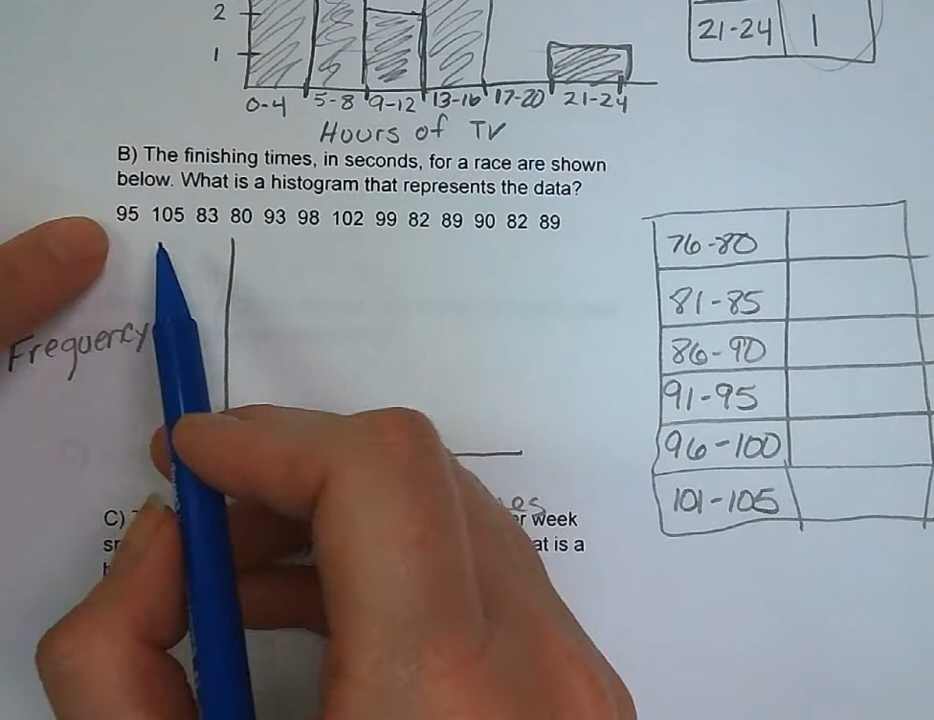 2
1
21-24 1
0-4 5-8 9-12 13-16 17-20 21-24
Hours of TV
B) The finishing times, in seconds, for a race are shown
below. What is a histogram that represents the data?
95 105 83 80 93 98 102 99 82 89 90 82 89
Frequency
76-80
81-85
86-90
91-95
96-100
101-105
C)
week
at is a